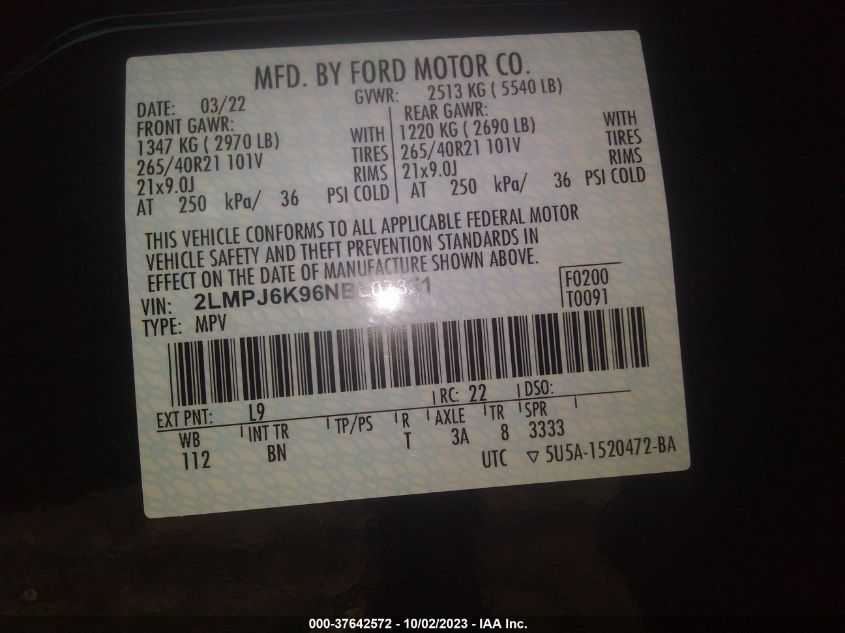 MFD. BY FORD MOTOR CO.
DATE: 03/22 GVWR: 2513 KG ( 5540 LB)
FRONT GAWR: REAR GAWR:
1347 KG ( 2970 LB) WITH 1220 KG ( 2690 LB) WITH
265/40R21 101V TIRES 265/40R21 101V TIRES
21x9.0J RIMS 21x9.0J RIMS
AT 250 kPa/ 36 PSI COLD AT 250 kPa/ 36 PSI COLD
THIS VEHICLE CONFORMS TO ALL APPLICABLE FEDERAL MOTOR
VEHICLE SAFETY AND THEFT PREVENTION STANDARDS IN
EFFECT ON THE DATE OF MANUFACTURE SHOWN ABOVE.
VIN: F0200
TYPE: MPV T0091
EXT PNT: L9 RC: 22 DSO:
WB INT TR TP/PS R AXLE TR SPR
112 BN T 3A 8 3333
UTC ▽ 5U5A-1520472-BA
000-37642572 - 10/02/2023 - IAA Inc.